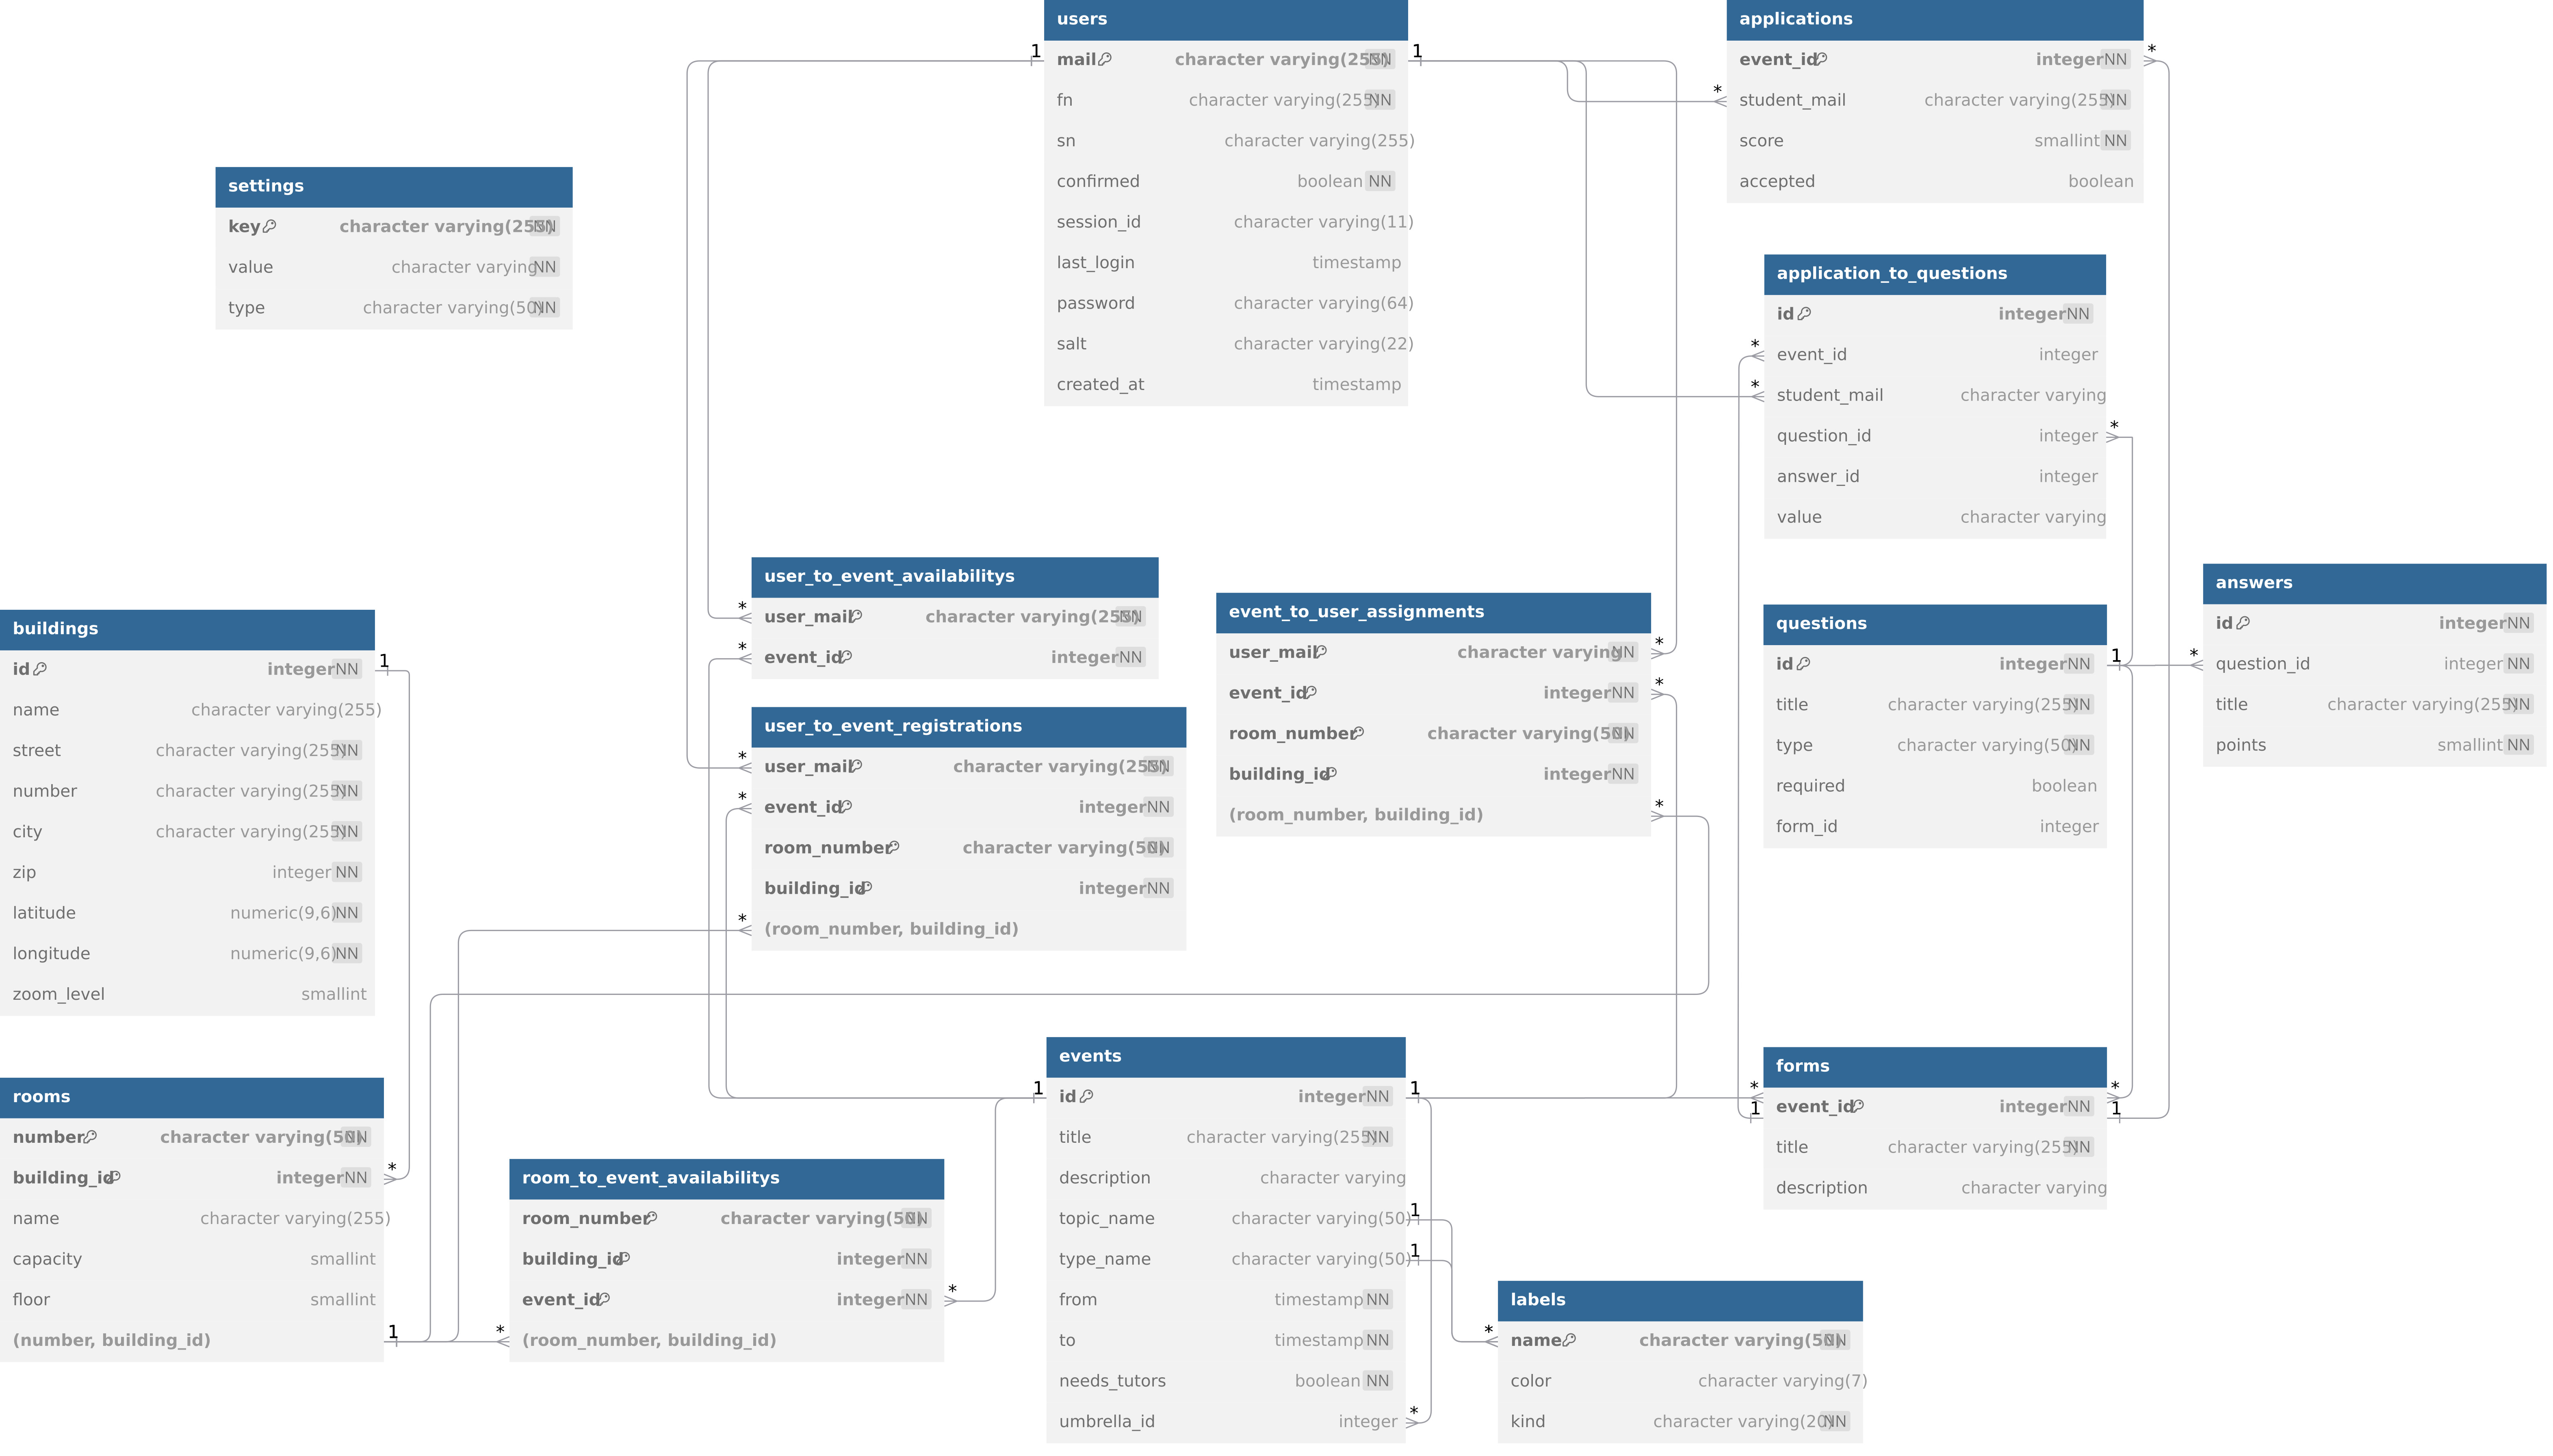 users
mail character varying(255) NN
fn character varying(255) NN
sn character varying(255)
confirmed boolean NN
session_id character varying(11)
last_login timestamp
password character varying(64)
salt character varying(22)
created_at timestamp
1
1
applications
event_id integer NN
student_mail character varying(255) NN
score smallint NN
accepted boolean
*
*
settings
key character varying(255) NN
value character varying NN
type character varying(50) NN
application_to_questions
id integer NN
event_id integer
student_mail character varying
question_id integer
answer_id integer
value character varying
*
*
*
user_to_event_availabilitys
user_mail character varying(255) NN
event_id integer NN
*
*
event_to_user_assignments
user_mail character varying NN
event_id integer NN
room_number character varying(50) NN
building_id integer NN
(room_number, building_id)
*
*
*
answers
id integer NN
question_id integer NN
title character varying(255) NN
points smallint NN
*
questions
id integer NN
title character varying(255) NN
type character varying(50) NN
required boolean
form_id integer
1
buildings
id integer NN
name character varying(255)
street character varying(255) NN
number character varying(255) NN
city character varying(255) NN
zip integer NN
latitude numeric(9,6) NN
longitude numeric(9,6) NN
zoom_level smallint
1
user_to_event_registrations
user_mail character varying(255) NN
event_id integer NN
room_number character varying(50) NN
building_id integer NN
(room_number, building_id)
*
*
*
rooms
number character varying(50) NN
building_id integer NN
name character varying(255)
capacity smallint
floor smallint
(number, building_id)
*
1
room_to_event_availabilitys
room_number character varying(50) NN
building_id integer NN
event_id integer NN
(room_number, building_id)
*
*
events
id integer NN
title character varying(255) NN
description character varying
topic_name character varying(50)
type_name character varying(50)
from timestamp NN
to timestamp NN
needs_tutors boolean NN
umbrella_id integer
1
1
1
1
*
forms
event_id integer NN
title character varying(255) NN
description character varying
*
1
*
1
labels
name character varying(50) NN
color character varying(7)
kind character varying(20) NN
*